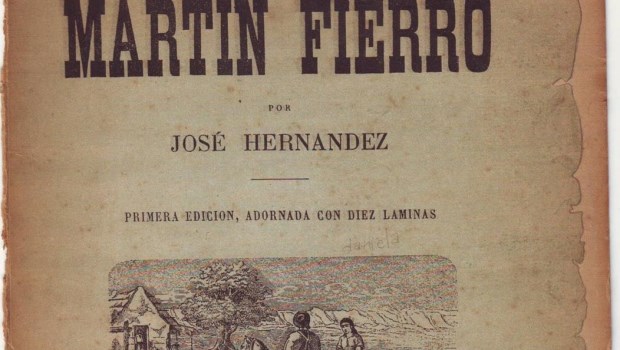 MARTIN FIERRO
POR
JOSÉ HERNANDEZ
PRIMERA EDICION, ADORNADA CON DIEZ LAMINAS